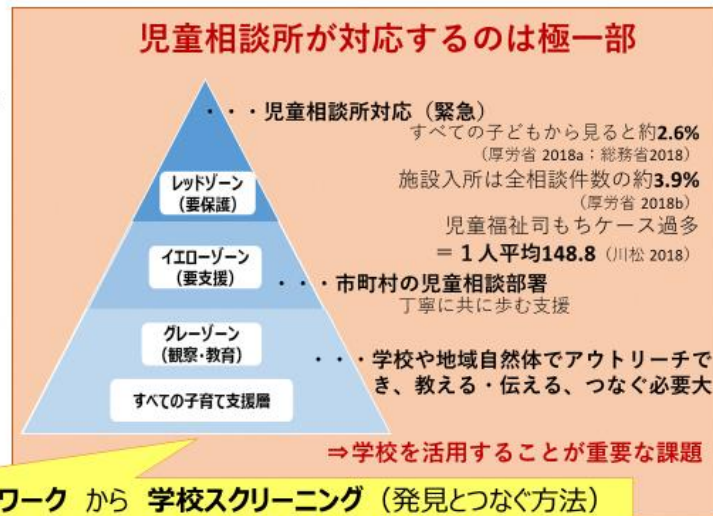 児童相談所が対応するのは極一部
・・・児童相談所対応（緊急）
すべての子どもから見ると約2.6%
（厚労省 2018a：総務省2018）
施設入所は全相談件数の約3.9%
（厚労省 2018b）
児童福祉司もちケース過多
＝１人平均148.8（川松 2018）
レッドゾーン
（要保護）
イエローゾーン
（要支援）
・・・市町村の児童相談部署
丁寧に共に歩む支援
グレーゾーン
（観察・教育）
・・・学校や地域自然体でアウトリーチで
き、教える・伝える、つなぐ必要大
すべての子育て支援層
⇒学校を活用することが重要な課題
ワーク から 学校スクリーニング（発見とつなぐ方法）